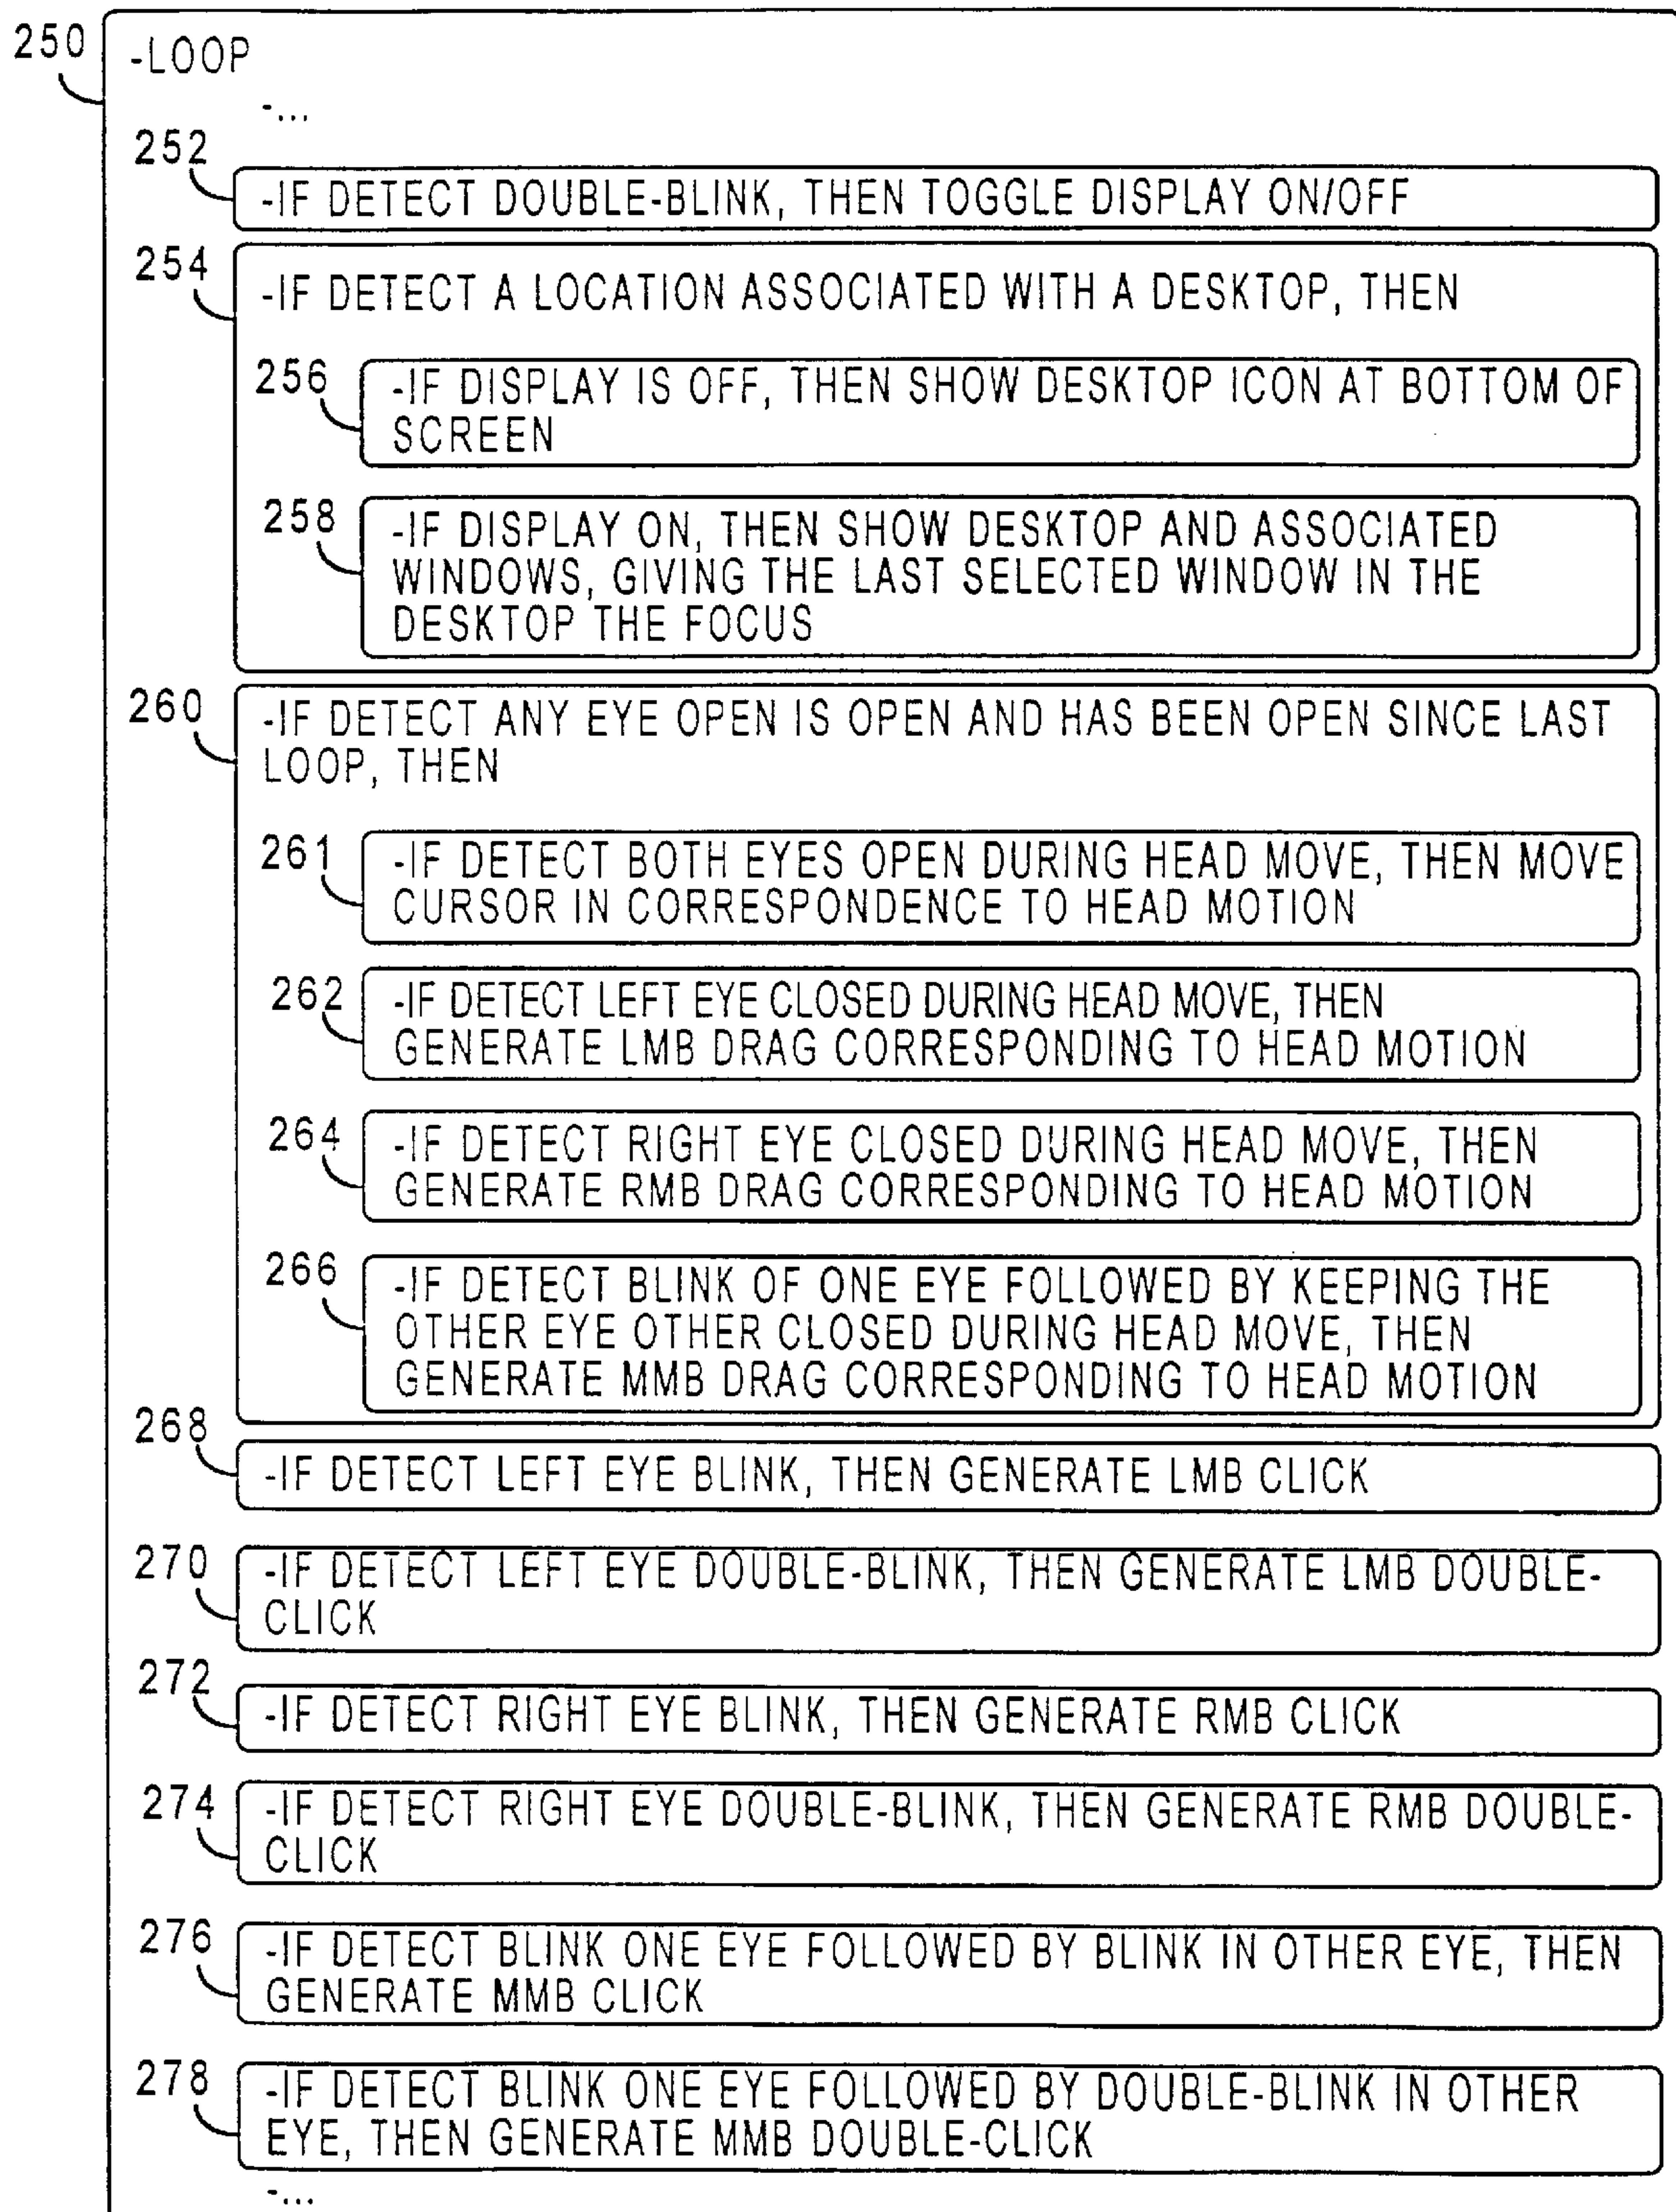 250
-LOOP
-...
252
-IF DETECT DOUBLE-BLINK, THEN TOGGLE DISPLAY ON/OFF
254
-IF DETECT A LOCATION ASSOCIATED WITH A DESKTOP, THEN
256
-IF DISPLAY IS OFF, THEN SHOW DESKTOP ICON AT BOTTOM OF
SCREEN
258
-IF DISPLAY ON, THEN SHOW DESKTOP AND ASSOCIATED
WINDOWS, GIVING THE LAST SELECTED WINDOW IN THE
DESKTOP THE FOCUS
260
-IF DETECT ANY EYE OPEN IS OPEN AND HAS BEEN OPEN SINCE LAST
LOOP, THEN
261
-IF DETECT BOTH EYES OPEN DURING HEAD MOVE, THEN MOVE
CURSOR IN CORRESPONDENCE TO HEAD MOTION
262
-IF DETECT LEFT EYE CLOSED DURING HEAD MOVE, THEN
GENERATE LMB DRAG CORRESPONDING TO HEAD MOTION
264
-IF DETECT RIGHT EYE CLOSED DURING HEAD MOVE, THEN
GENERATE RMB DRAG CORRESPONDING TO HEAD MOTION
266
-IF DETECT BLINK OF ONE EYE FOLLOWED BY KEEPING THE
OTHER EYE OTHER CLOSED DURING HEAD MOVE, THEN
GENERATE MMB DRAG CORRESPONDING TO HEAD MOTION
268
-IF DETECT LEFT EYE BLINK, THEN GENERATE LMB CLICK
270
-IF DETECT LEFT EYE DOUBLE-BLINK, THEN GENERATE LMB DOUBLE-
CLICK
272
-IF DETECT RIGHT EYE BLINK, THEN GENERATE RMB CLICK
274
-IF DETECT RIGHT EYE DOUBLE-BLINK, THEN GENERATE RMB DOUBLE-
CLICK
276
-IF DETECT BLINK ONE EYE FOLLOWED BY BLINK IN OTHER EYE, THEN
GENERATE MMB CLICK
278
-IF DETECT BLINK ONE EYE FOLLOWED BY DOUBLE-BLINK IN OTHER
EYE, THEN GENERATE MMB DOUBLE-CLICK
-...